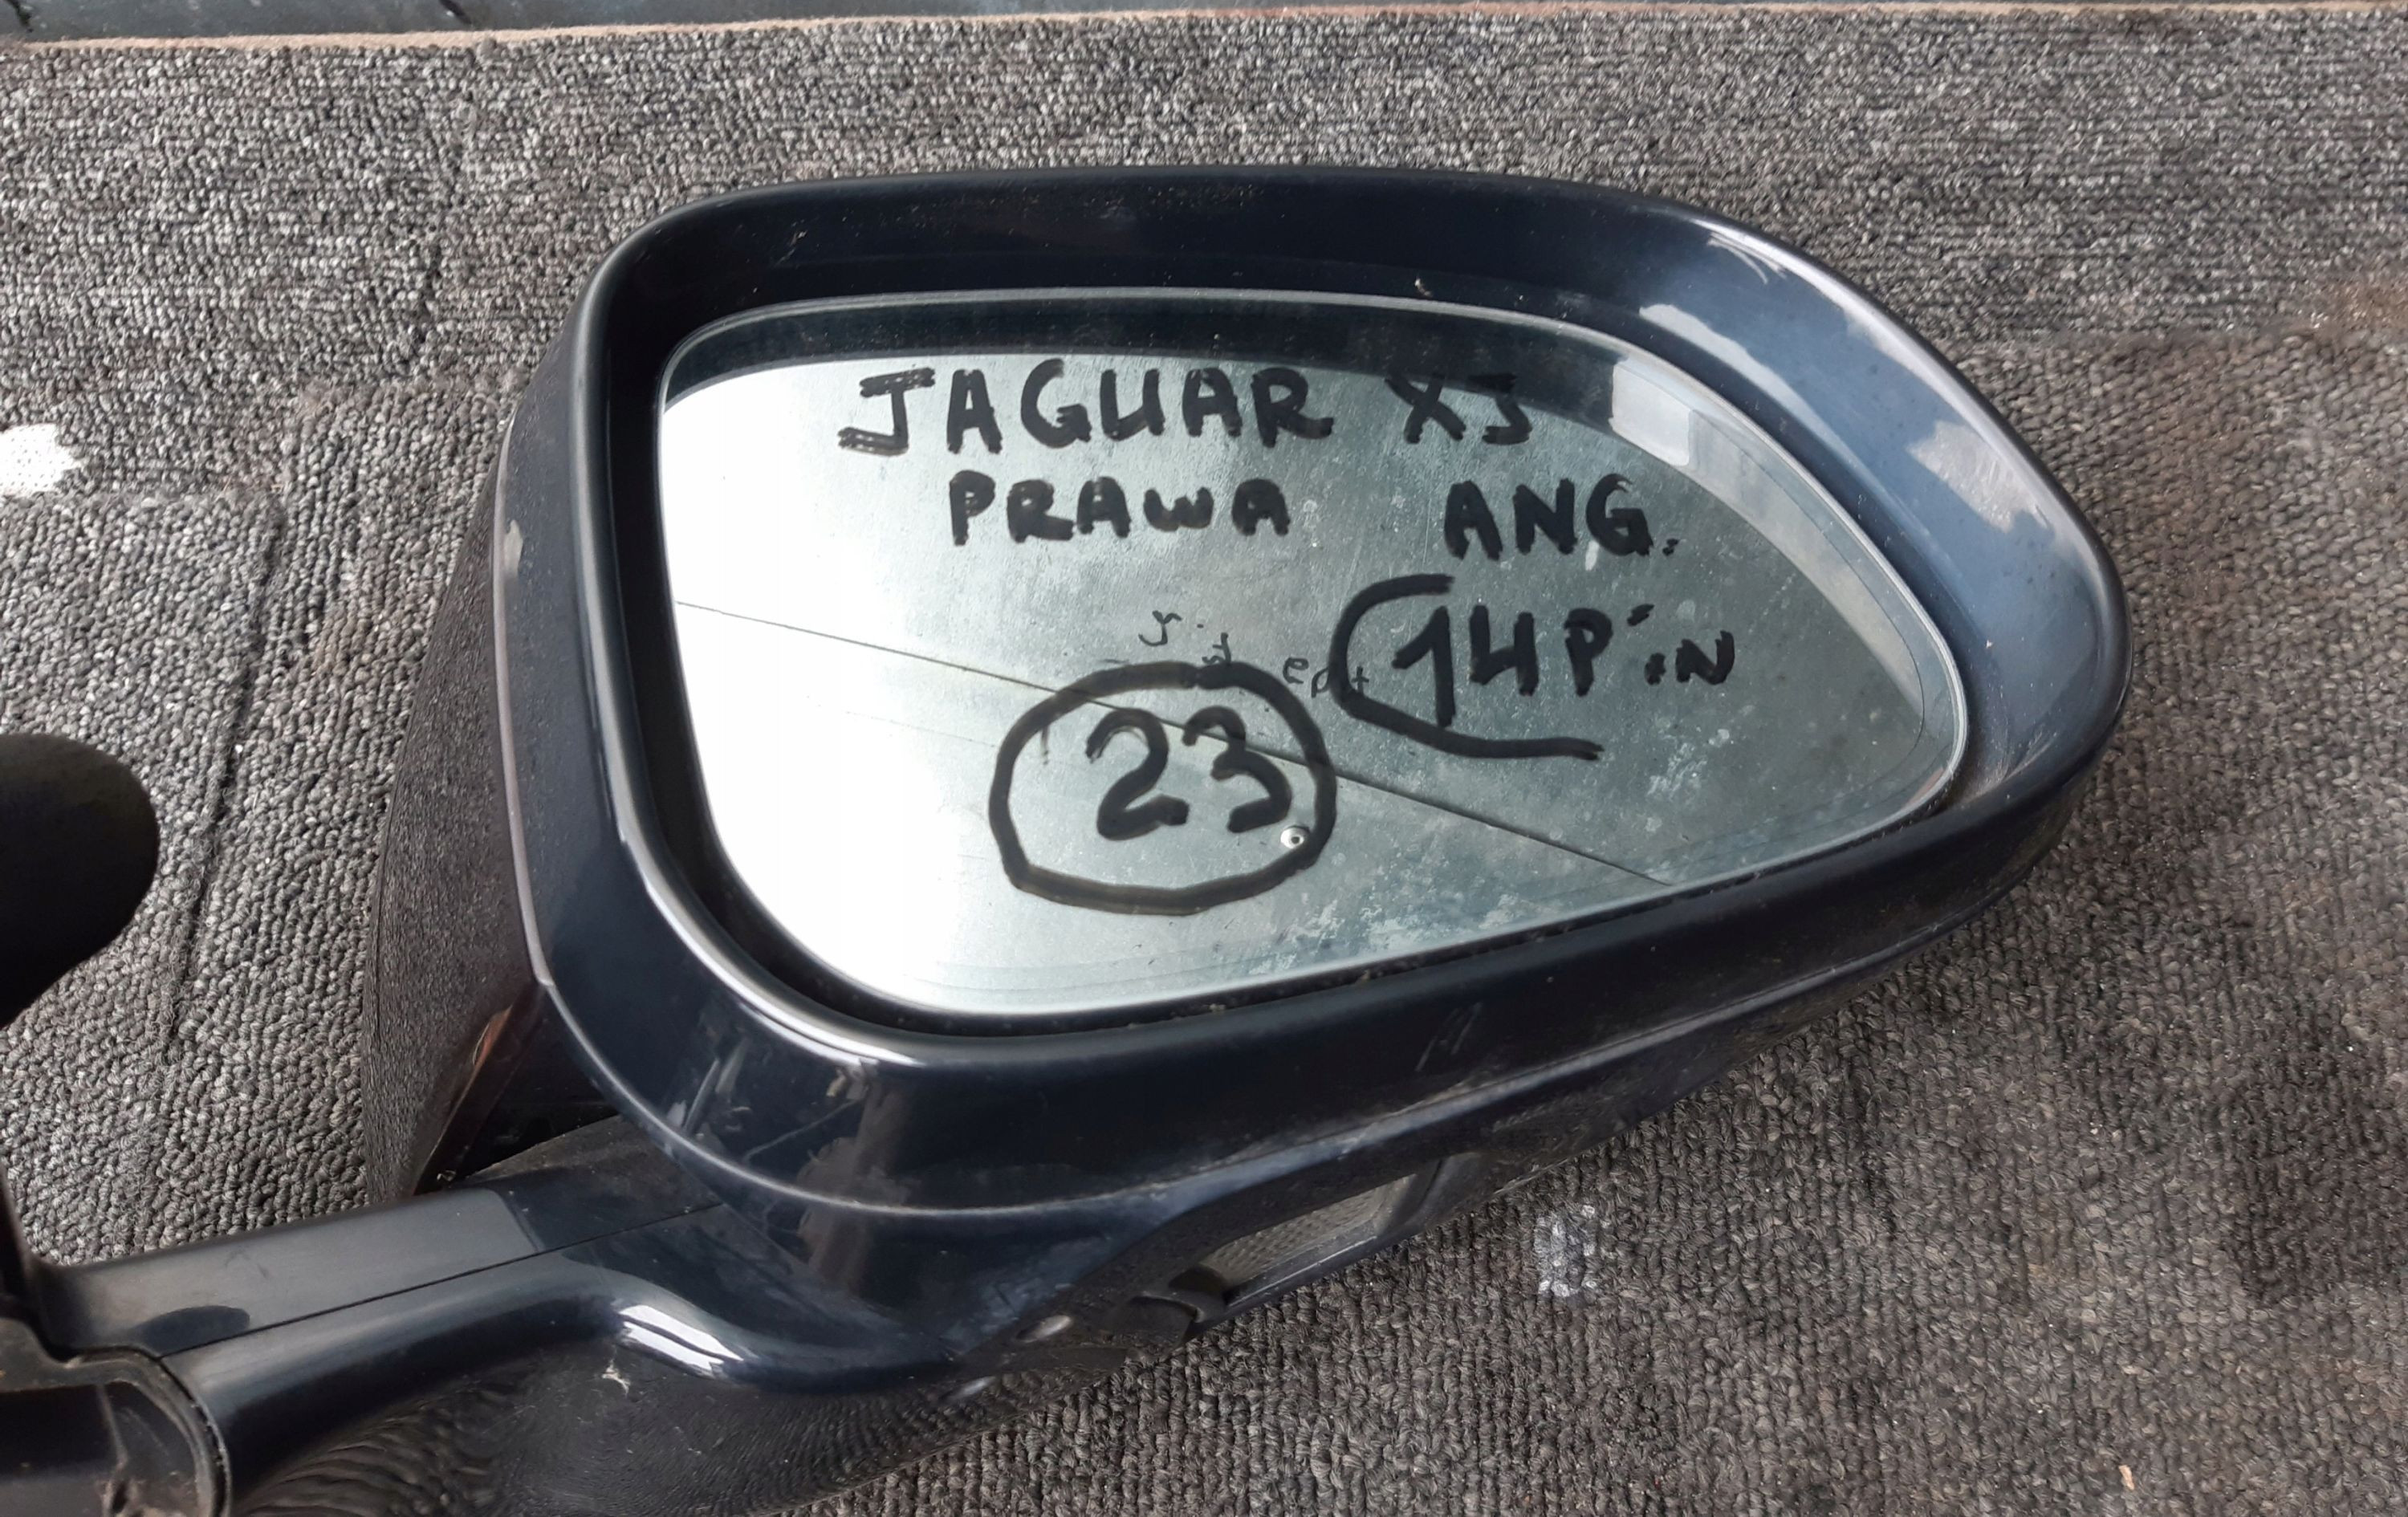 JAGUAR XJ
PRAWA ANG.
14PiN
23